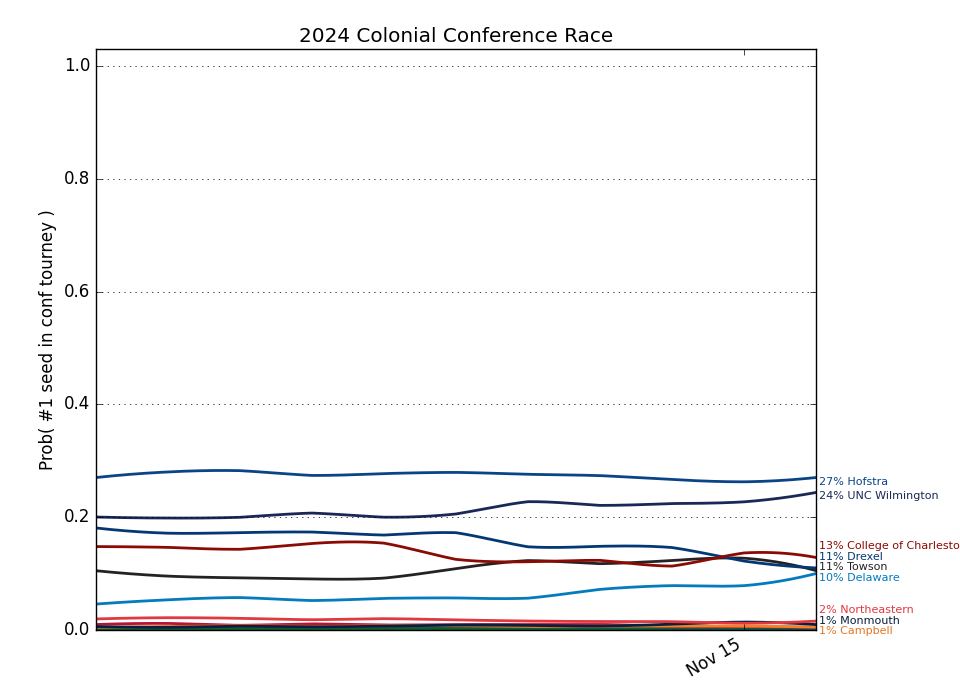 2024 Colonial Conference Race
Prob( #1 seed in conf tourney )
1.0
0.8
0.6
0.4
0.2
0.0
27% Hofstra
24% UNC Wilmington
13% College of Charlesto
11% Drexel
11% Towson
10% Delaware
2% Northeastern
1% Monmouth
1% Campbell
Nov 15